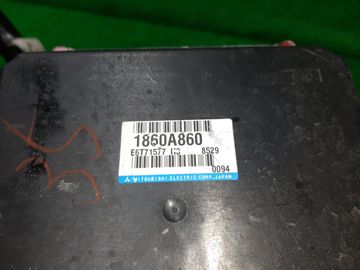 1860A860
E6T71577 H3 8529
0094
MITSUBISHI ELECTRIC CORP. JAPAN